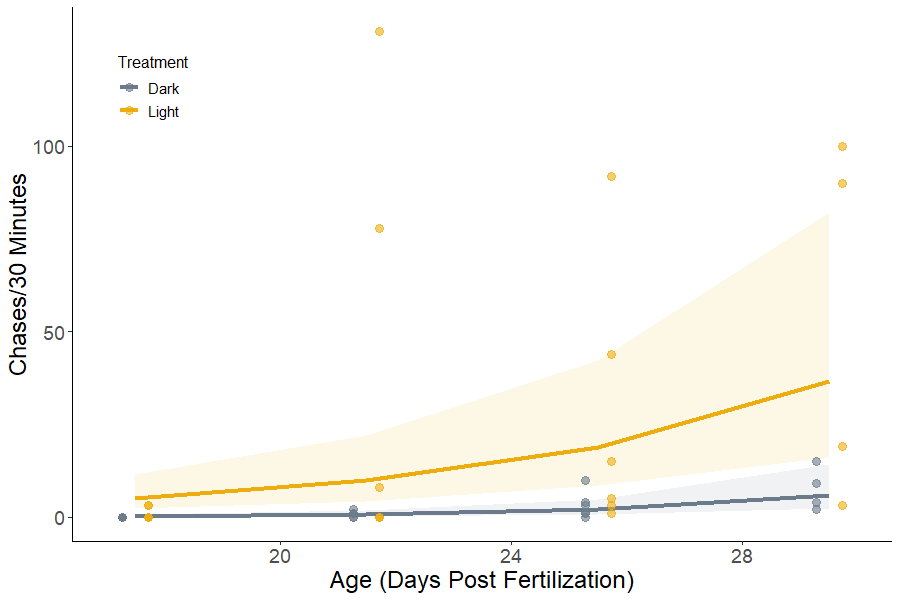 Treatment
Dark
Light
100
50
0
Chases/30 Minutes
20 24 28
Age (Days Post Fertilization)